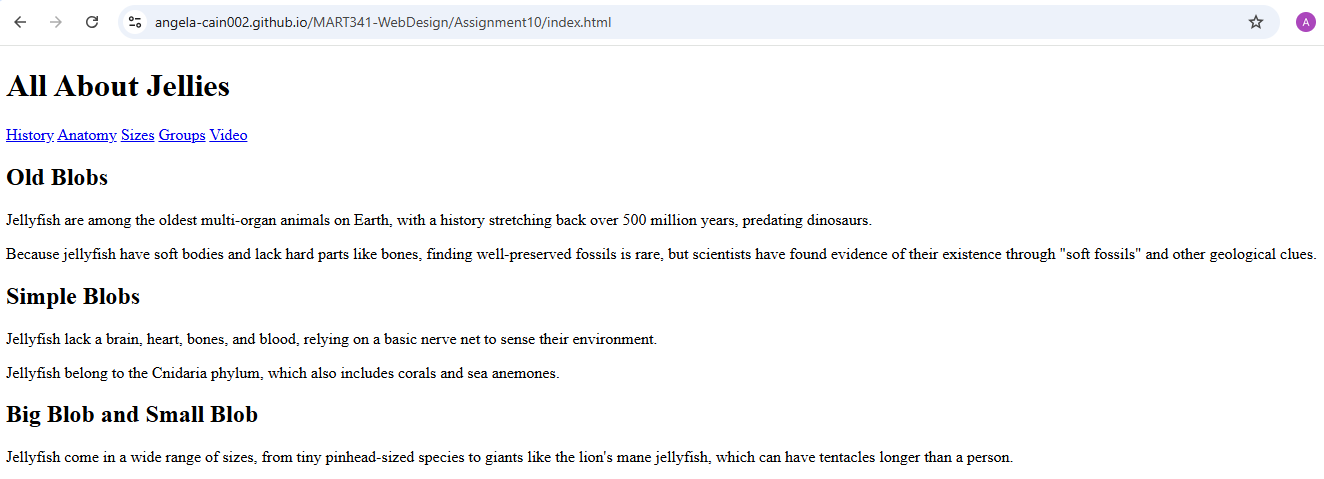 angela-cain002.github.io/MART341-WebDesign/Assignment10/index.html
A
All About Jellies
History Anatomy Sizes Groups Video
Old Blobs
Jellyfish are among the oldest multi-organ animals on Earth, with a history stretching back over 500 million years, predating dinosaurs.
Because jellyfish have soft bodies and lack hard parts like bones, finding well-preserved fossils is rare, but scientists have found evidence of their existence through "soft fossils" and other geological clues.
Simple Blobs
Jellyfish lack a brain, heart, bones, and blood, relying on a basic nerve net to sense their environment.
Jellyfish belong to the Cnidaria phylum, which also includes corals and sea anemones.
Big Blob and Small Blob
Jellyfish come in a wide range of sizes, from tiny pinhead-sized species to giants like the lion's mane jellyfish, which can have tentacles longer than a person.